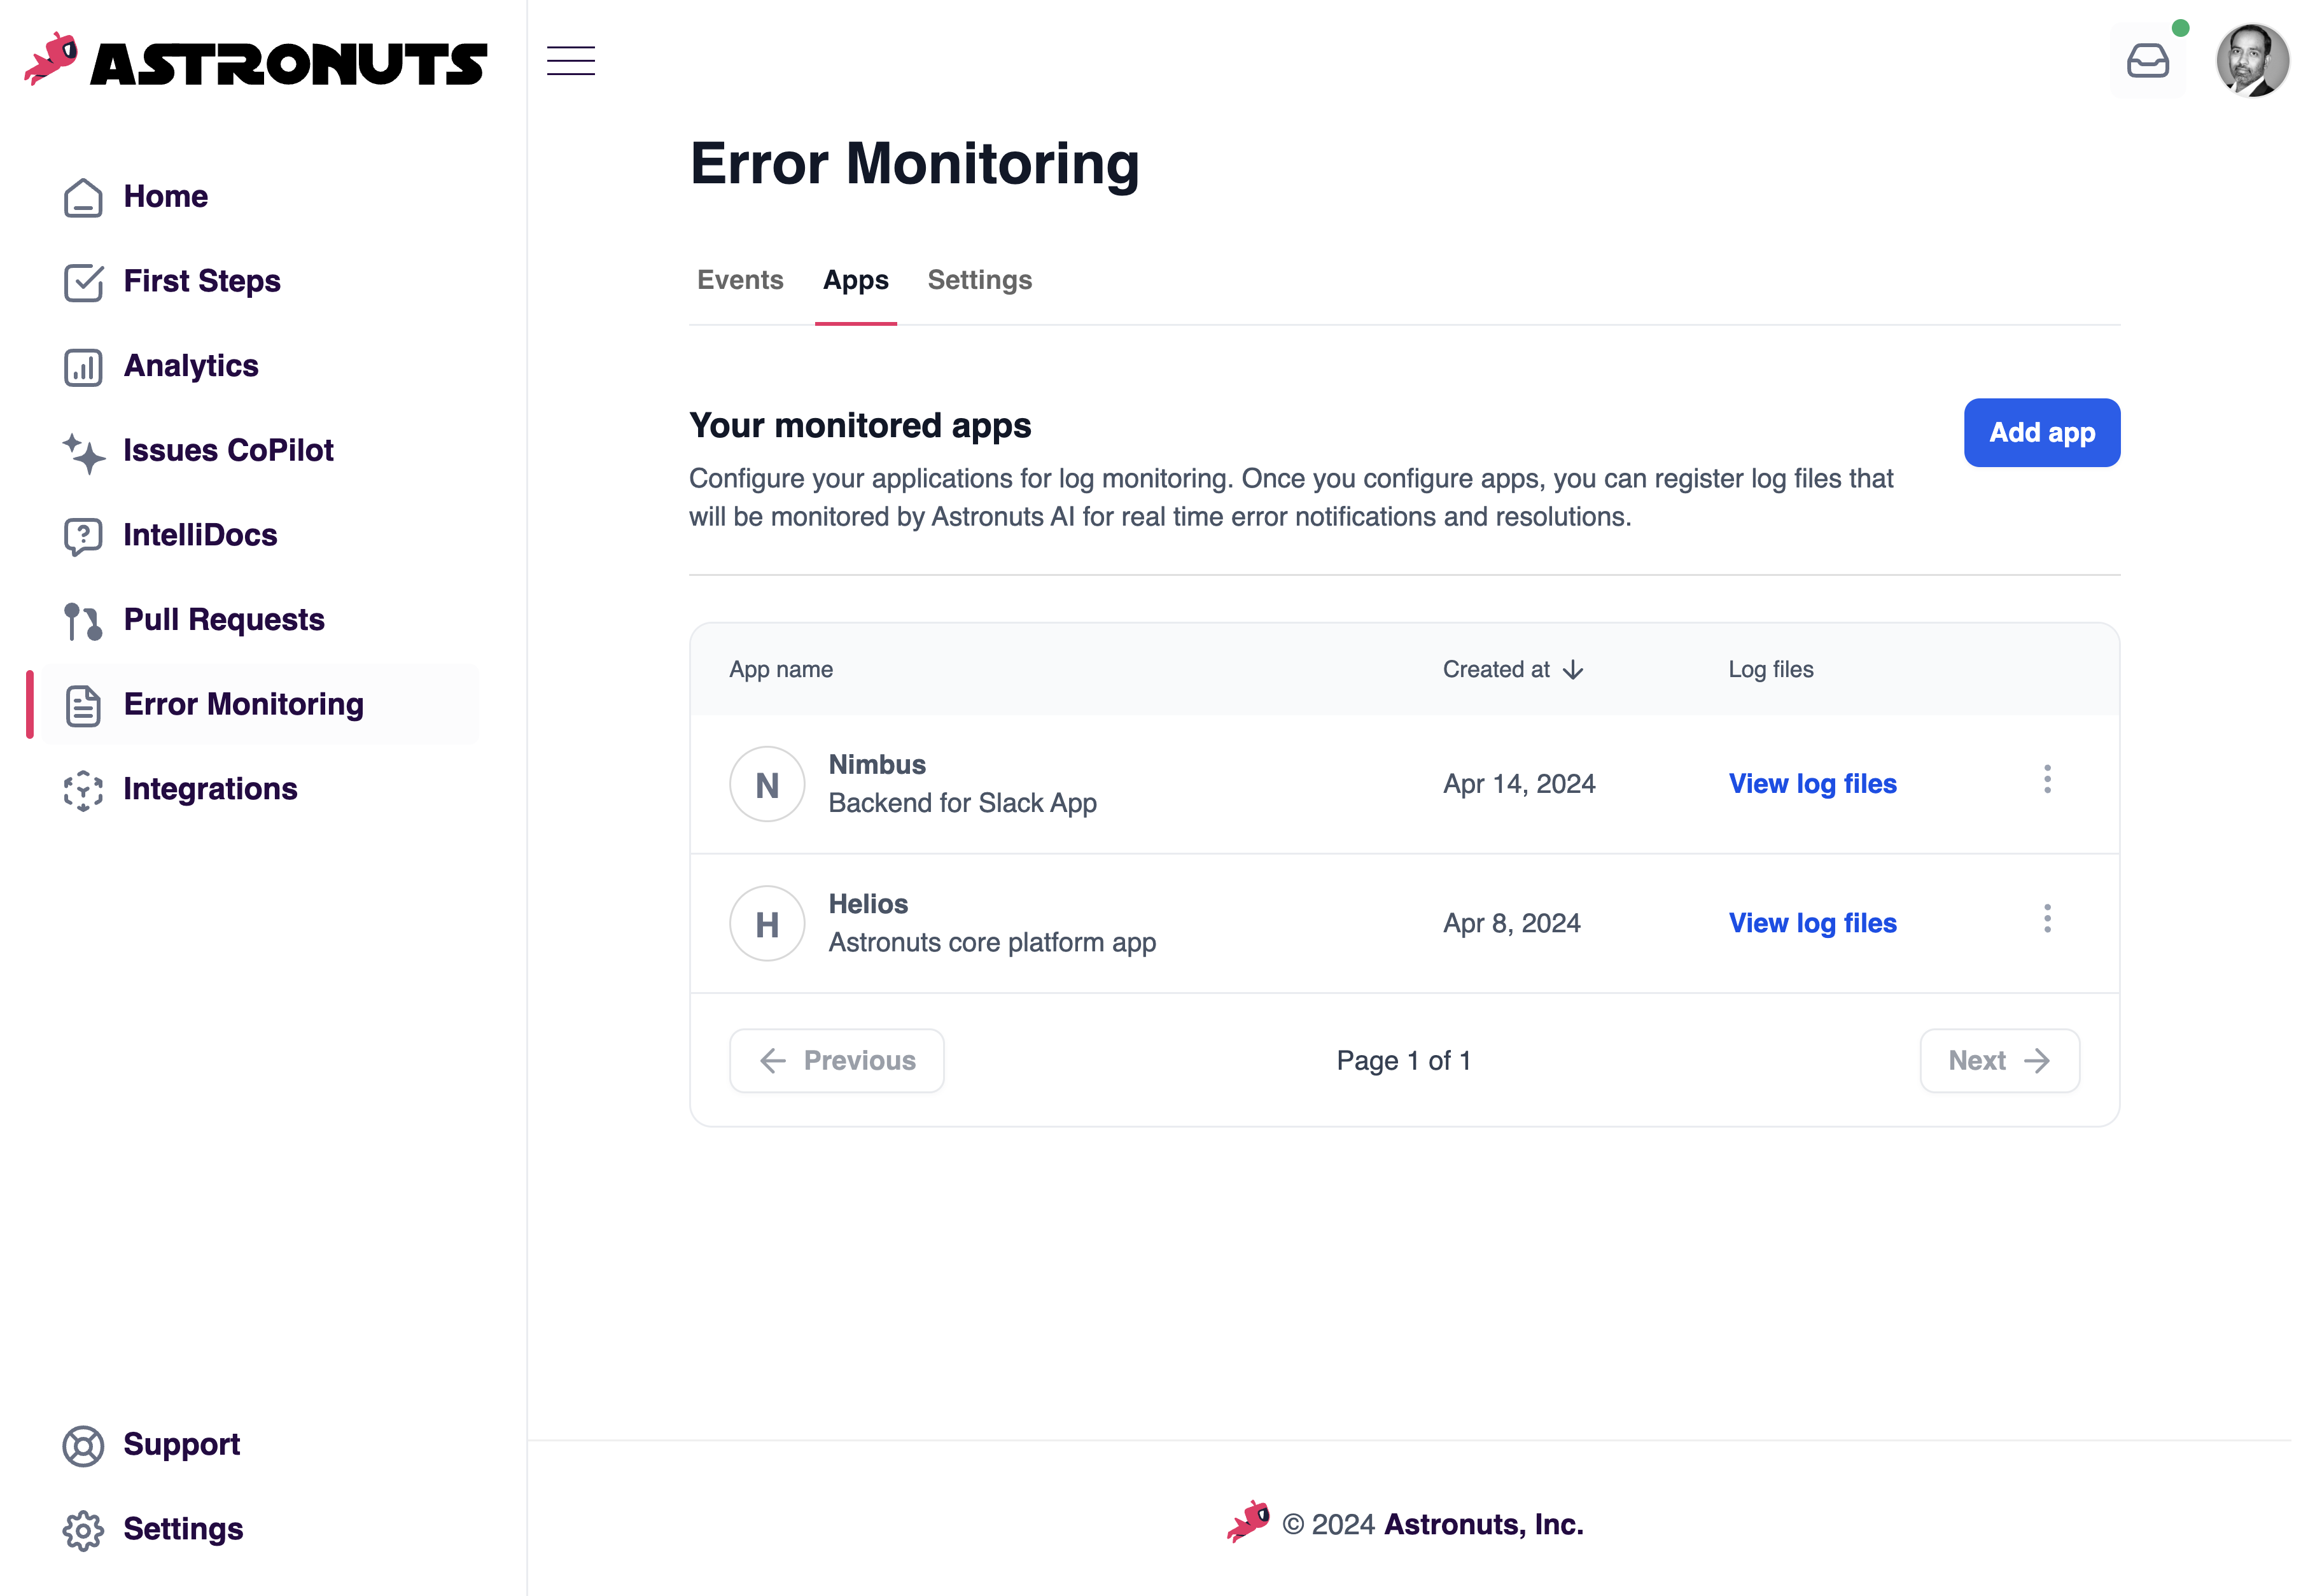 ASTRONUTS
Home
First Steps
Analytics
Issues CoPilot
IntelliDocs
Pull Requests
Error Monitoring
Integrations
Support
Settings
Error Monitoring
Events Apps Settings
Your monitored apps
Add app
Configure your applications for log monitoring. Once you configure apps, you can register log files that
will be monitored by Astronuts AI for real time error notifications and resolutions.
App name Created at Log files
N
Nimbus
Backend for Slack App
Apr 14, 2024
View log files
H
Helios
Astronuts core platform app
Apr 8, 2024
View log files
Previous Page 1 of 1 Next
© 2024 Astronuts, Inc.